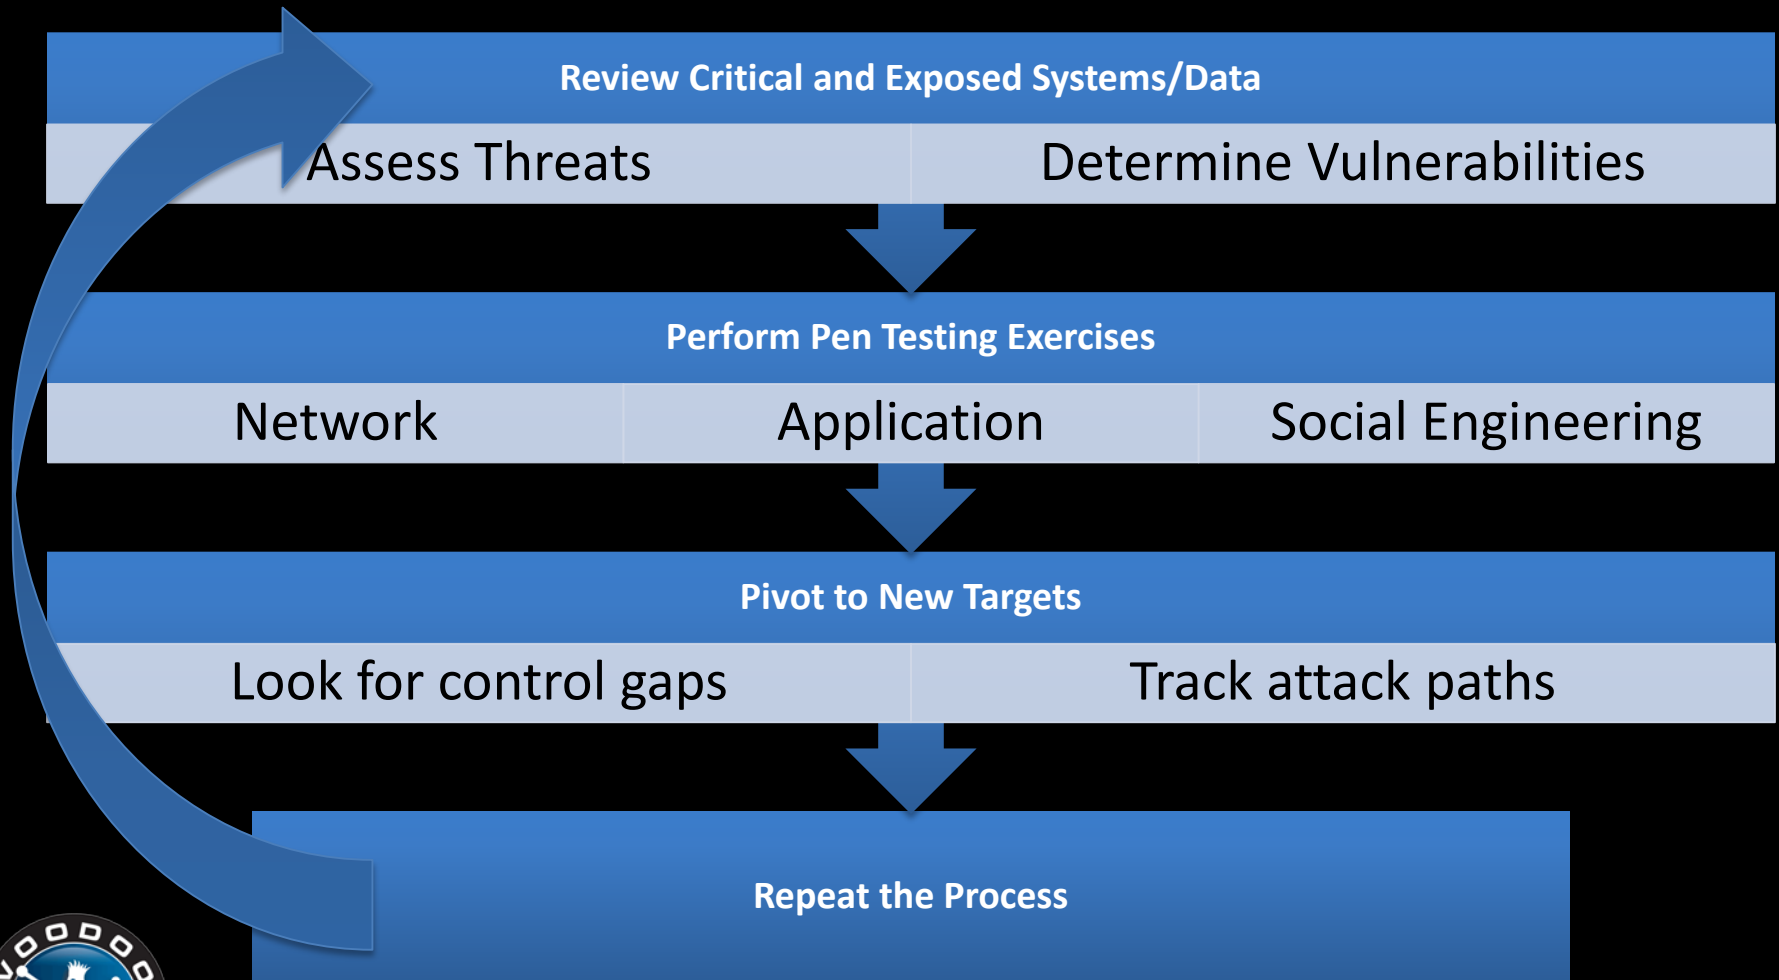 Review Critical and Exposed Systems/Data
Assess Threats
Determine Vulnerabilities
Perform Pen Testing Exercises
Network
Application
Social Engineering
Pivot to New Targets
Look for control gaps
Track attack paths
Repeat the Process
VOODOO